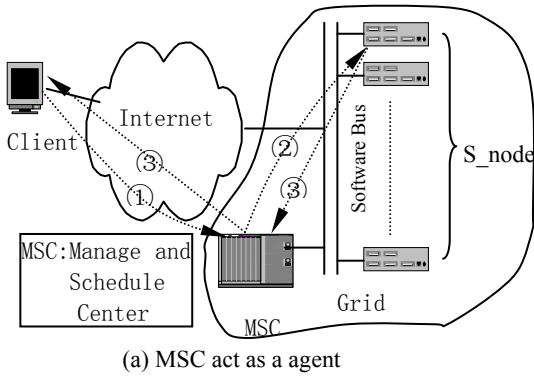 Internet
Client
②
③
③
①
Software Bus
S_node
MSC:Manage and
Schedule
Center
Grid
MSC
(a) MSC act as a agent